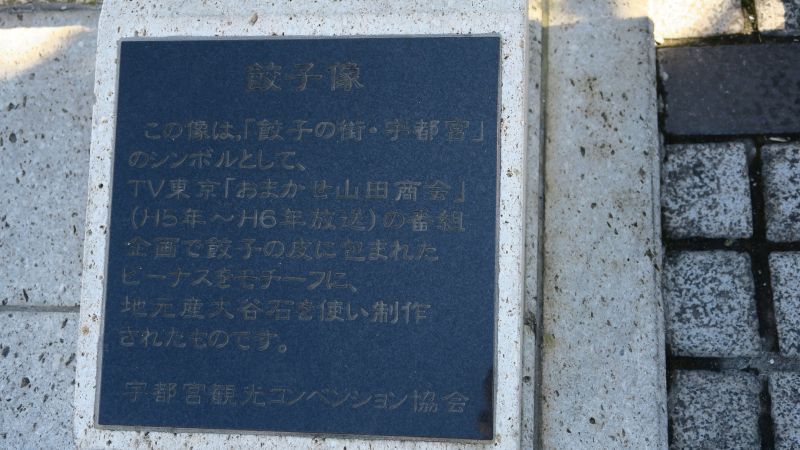 餃子像
この像は、「餃子の街・宇都宮」
のシンボルとして、
TV東京「おまかせ山田商会」
(H5年～H6年放送)の番組
企画で餃子の皮に包まれた
ビーナスをモチーフに、
地元産大谷石を使い制作
されたものです。
宇都宮観光コンベンション協会